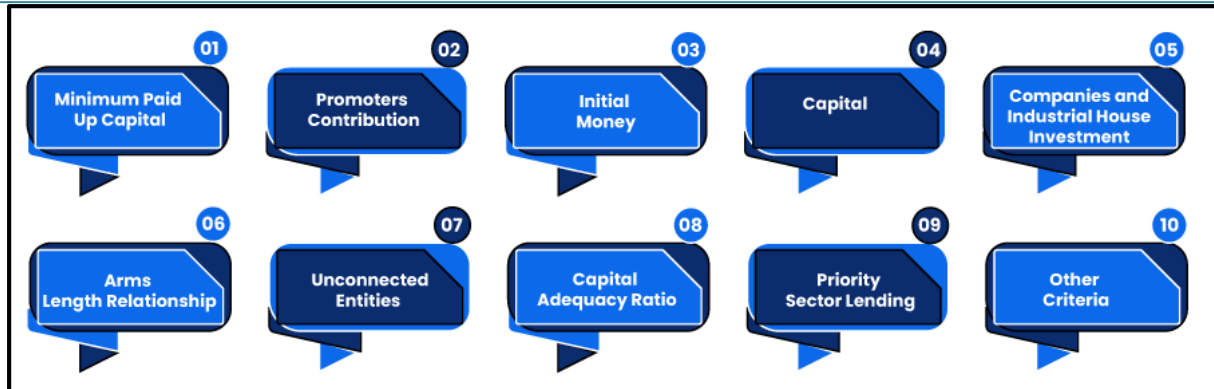 01
Minimum Paid
Up Capital
02
Promoters
Contribution
03
Initial
Money
04
Capital
05
Companies and
Industrial House
Investment
06
Arms
Length Relationship
07
Unconnected
Entities
08
Capital
Adequacy Ratio
09
Priority
Sector Lending
10
Other
Criteria